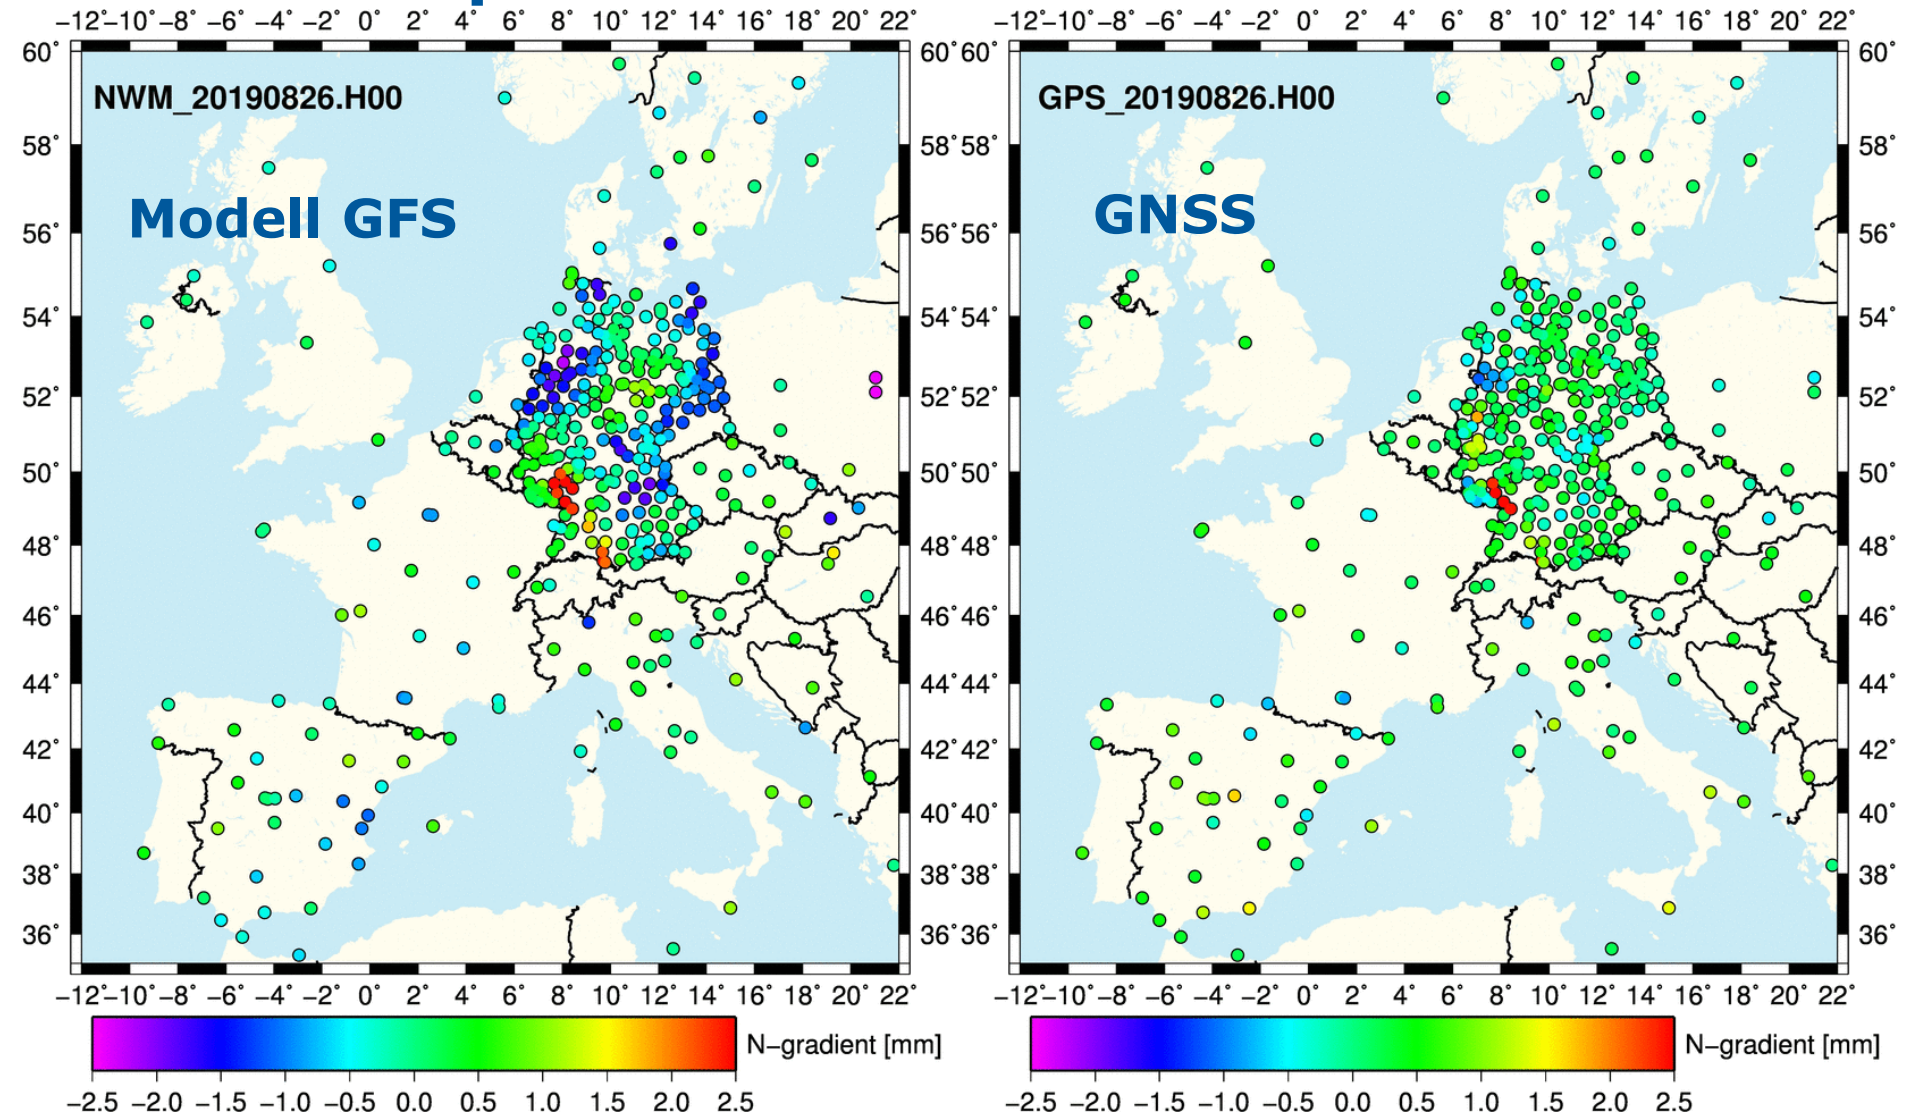 −12°−10° −8° −6° −4° −2° 0° 2° 4° 6° 8° 10° 12° 14° 16° 18° 20° 22°
−12°−10° −8° −6° −4° −2° 0° 2° 4° 6° 8° 10° 12° 14° 16° 18° 20° 22°
60° 60° 60° 60°
NWM_20190826.H00 GPS_20190826.H00
58° 58° 58° 58°
Modell GFS GNSS
56° 56° 56° 56°
54° 54° 54° 54°
52° 52° 52° 52°
50° 50° 50° 50°
48° 48° 48° 48°
46° 46° 46° 46°
44° 44° 44° 44°
42° 42° 42° 42°
40° 40° 40° 40°
38° 38° 38° 38°
36° 36° 36° 36°
−12°−10° −8° −6° −4° −2° 0° 2° 4° 6° 8° 10° 12° 14° 16° 18° 20° 22°
−12°−10° −8° −6° −4° −2° 0° 2° 4° 6° 8° 10° 12° 14° 16° 18° 20° 22°
N−gradient [mm] N−gradient [mm]
−2.5 −2.0 −1.5 −1.0 −0.5 0.0 0.5 1.0 1.5 2.0 2.5
−2.5 −2.0 −1.5 −1.0 −0.5 0.0 0.5 1.0 1.5 2.0 2.5